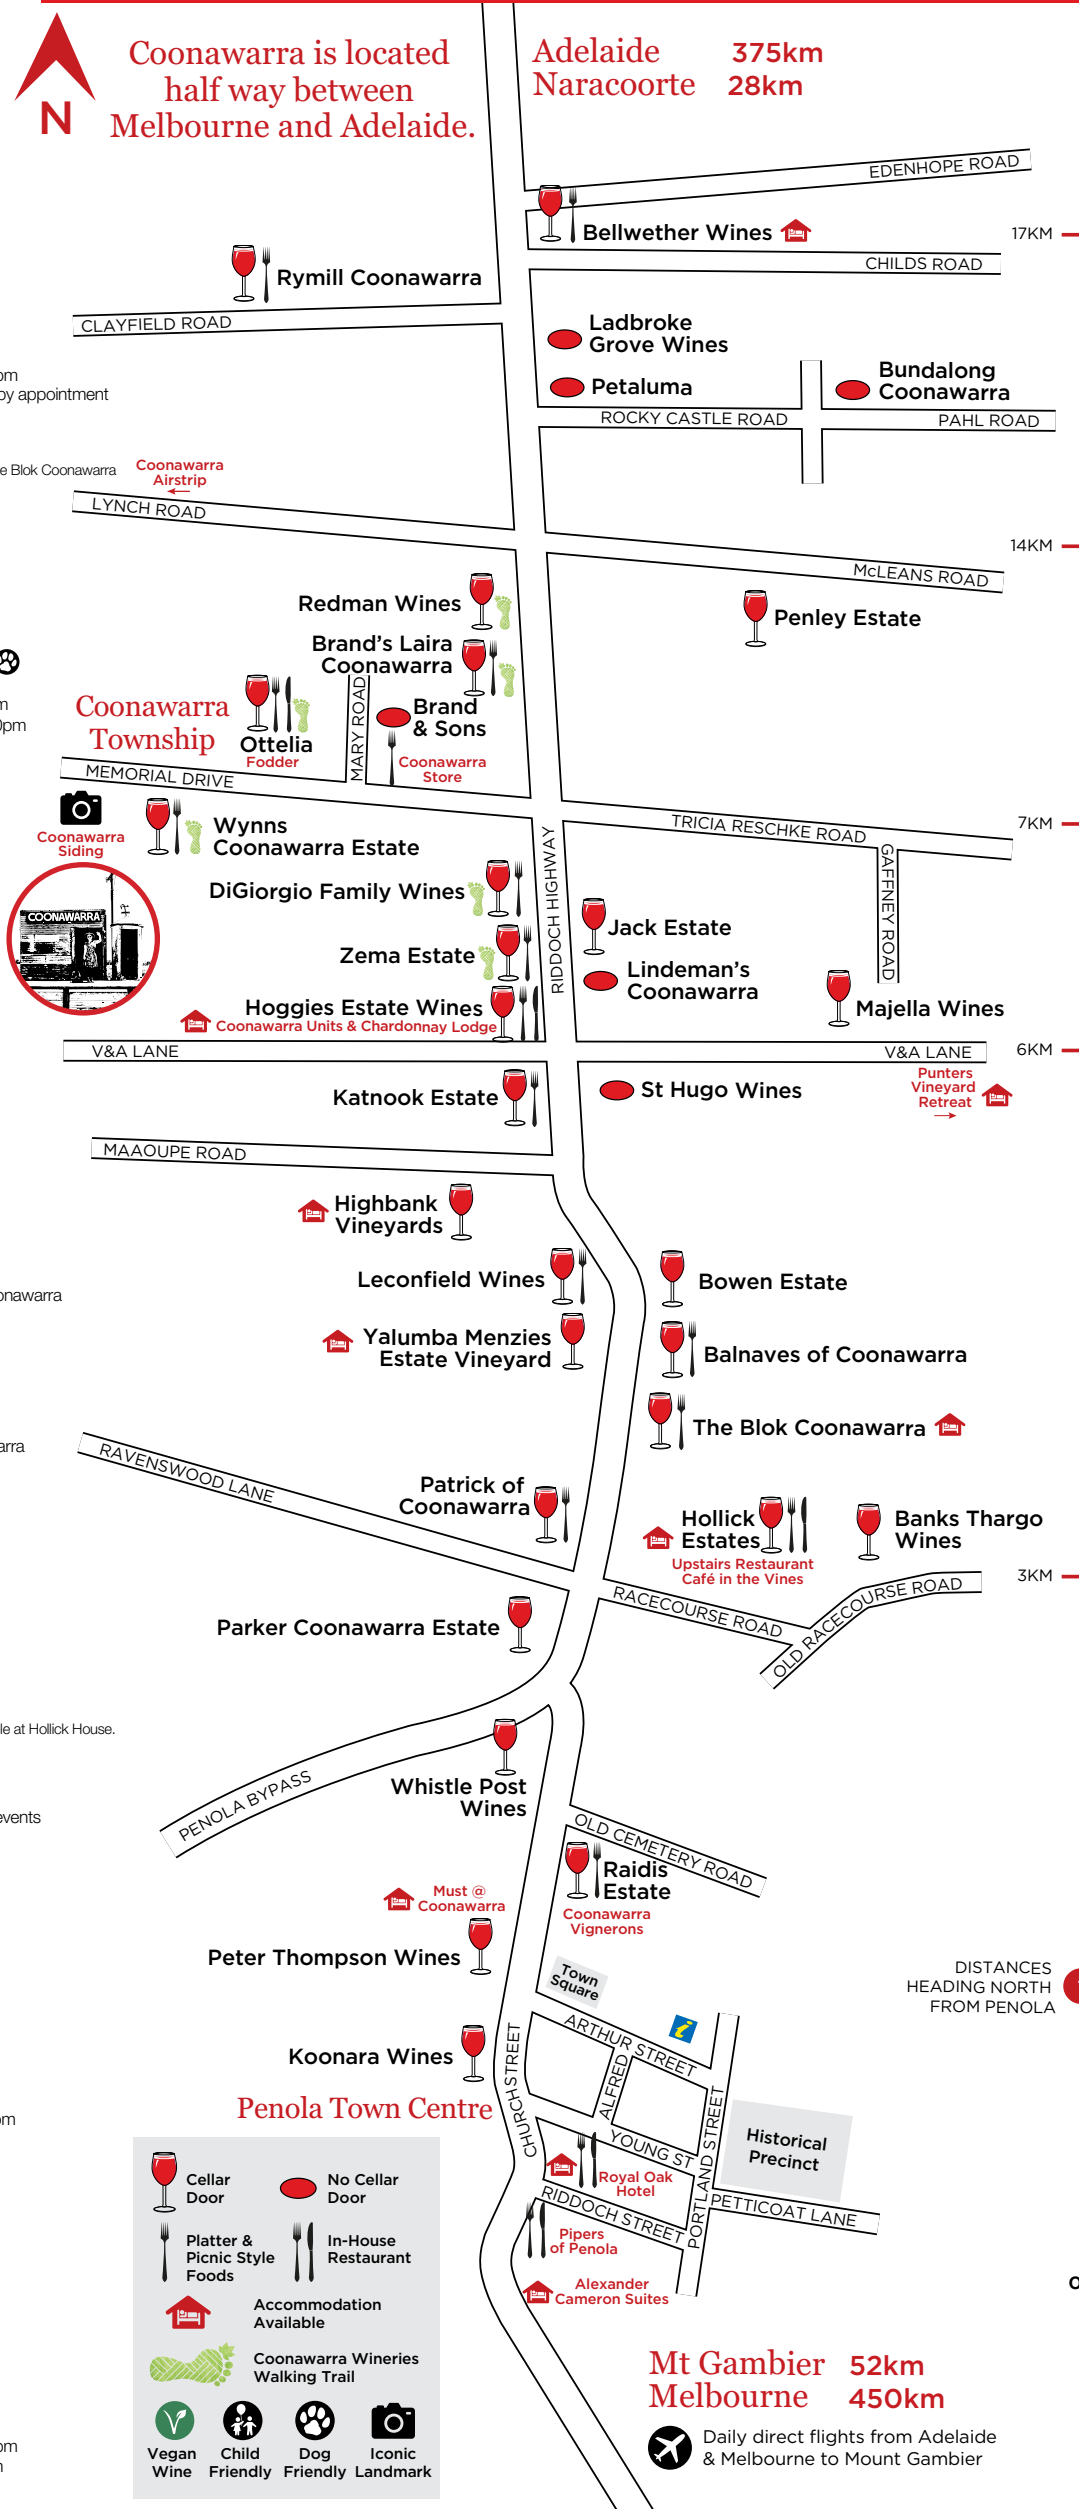 Coonawarra is located
half way between
Melbourne and Adelaide.
N
Adelaide 375km
Naracoorte 28km
EDENHOPE ROAD
Bellwether Wines
17KM
CHILDS ROAD
Rymill Coonawarra
CLAYFIELD ROAD
Ladbroke
Grove Wines
Petaluma
Bundalong
Coonawarra
ROCKY CASTLE ROAD
PAHL ROAD
by appointment
e Blok Coonawarra
Coonawarra
Airstrip
LYNCH ROAD
14KM
McLEANS ROAD
Redman Wines
Penley Estate
Brand's Laira
Coonawarra
MARY ROAD
Brand
& Sons
Coonawarra
Township
Ottelia
Fodder
Coonawarra
Store
MEMORIAL DRIVE
Coonawarra
Siding
COONAWARRA
Wynns
Coonawarra Estate
TRICIA RESCHKE ROAD
7KM
GAFFNEY ROAD
RIDDOCH HIGHWAY
DiGiorgio Family Wines
Jack Estate
Zema Estate
Lindeman's
Coonawarra
Majella Wines
Hoggies Estate Wines
Coonawarra Units & Chardonnay Lodge
V&A LANE
V&A LANE
6KM
Punters
Vineyard
Retreat
Katnook Estate
St Hugo Wines
MAAOUPE ROAD
Highbank
Vineyards
Leconfield Wines
Bowen Estate
onawarra
Yalumba Menzies
Estate Vineyard
Balnaves of Coonawarra
The Blok Coonawarra
arra
RAVENSWOOD LANE
Patrick of
Coonawarra
Hollick
Estates
Upstairs Restaurant
Café in the Vines
Banks Thargo
Wines
3KM
RACECOURSE ROAD
OLD RACECOURSE ROAD
Parker Coonawarra Estate
le at Hollick House.
PENOLA BYPASS
Whistle Post
Wines
events
OLD CEMETERY ROAD
Raidis
Estate
Coonawarra
Vignerons
Must @
Coonawarra
Peter Thompson Wines
Town
Square
DISTANCES
HEADING NORTH
FROM PENOLA
ARTHUR STREET
i
Koonara Wines
CHURCH STREET
ALFRED
Penola Town Centre
YOUNG ST
PORTLAND STREET
Historical
Precinct
Royal Oak
Hotel
RIDDOCH STREET
PETTICOAT LANE
Pipers
of Penola
Alexander
Cameron Suites
Cellar
Door
No Cellar
Door
Platter &
Picnic Style
Foods
In-House
Restaurant
Accommodation
Available
Coonawarra Wineries
Walking Trail
V
Vegan
Wine
Child
Friendly
Dog
Friendly
Iconic
Landmark
Mt Gambier 52km
Melbourne 450km
Daily direct flights from Adelaide
& Melbourne to Mount Gambier